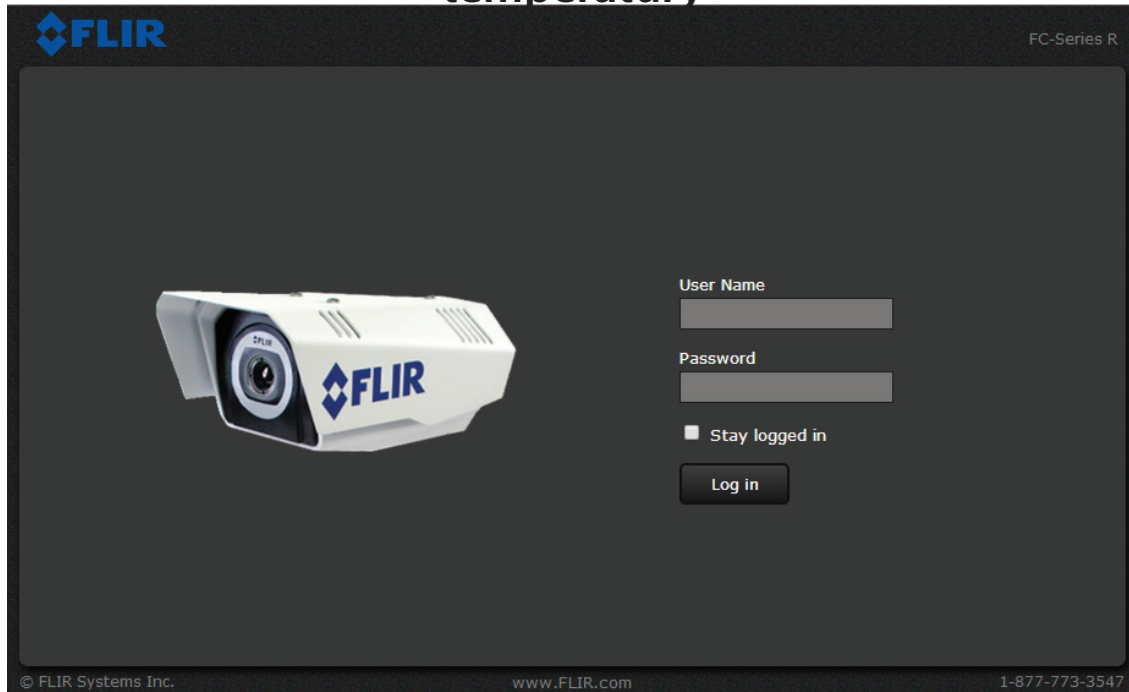 temperatury
FLIR
FC-Series R
FLIR
FLIR
User Name
Password
Stay logged in
Log in
© FLIR Systems Inc.
www.FLIR.com
1-877-773-3547